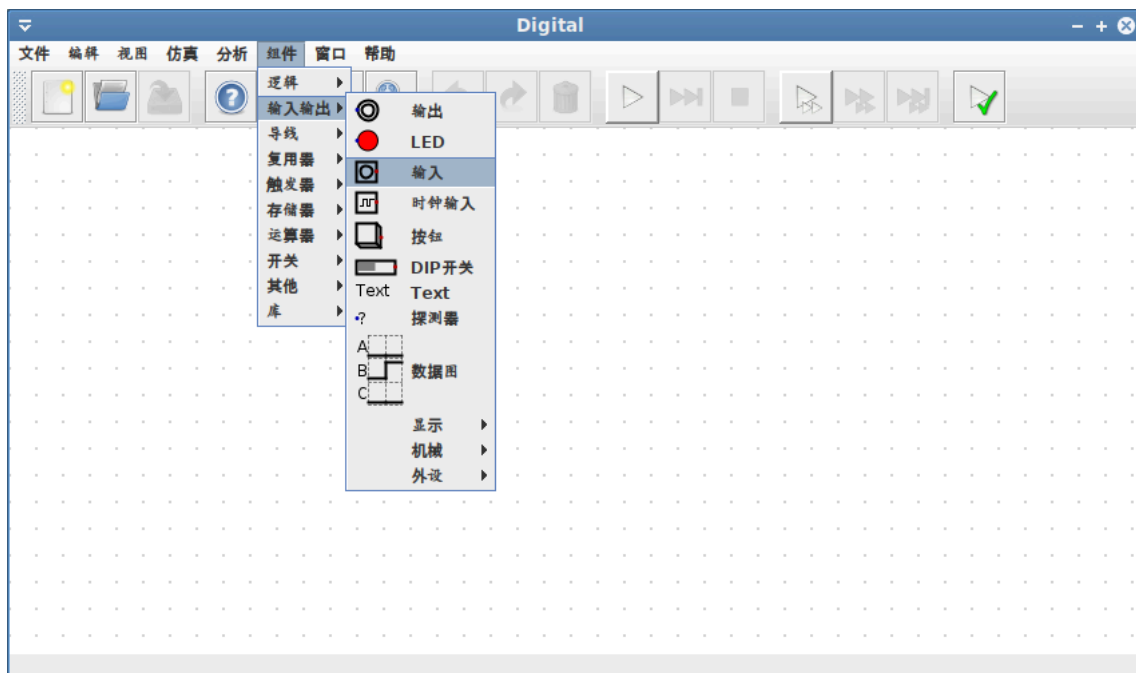 Digital
文件 编辑 视图 仿真 分析 组件 窗口 帮助
逻辑
输入输出
导线
复用器
触发器
存储器
运算器
开关
其他
库
输出
LED
输入
时钟输入
按钮
DIP开关
Text Text
?
探测器
A
B
C
数据图
显示
机械
外设